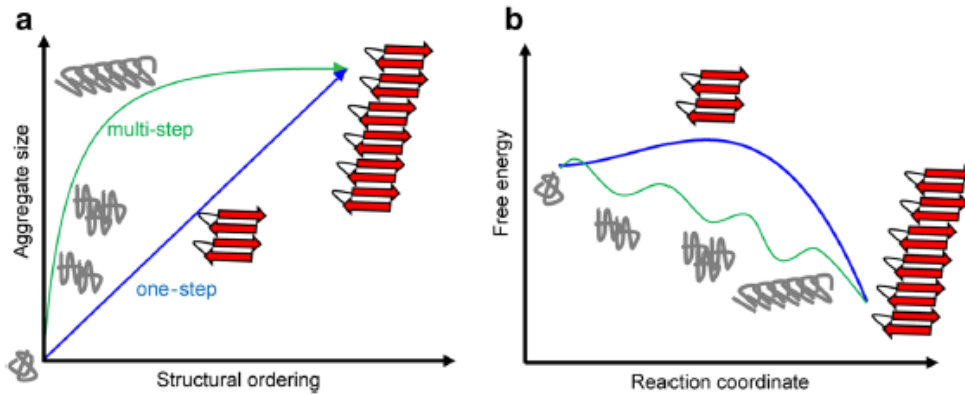 a
Aggregate size
multi-step
one-step
Structural ordering
b
Free energy
Reaction coordinate